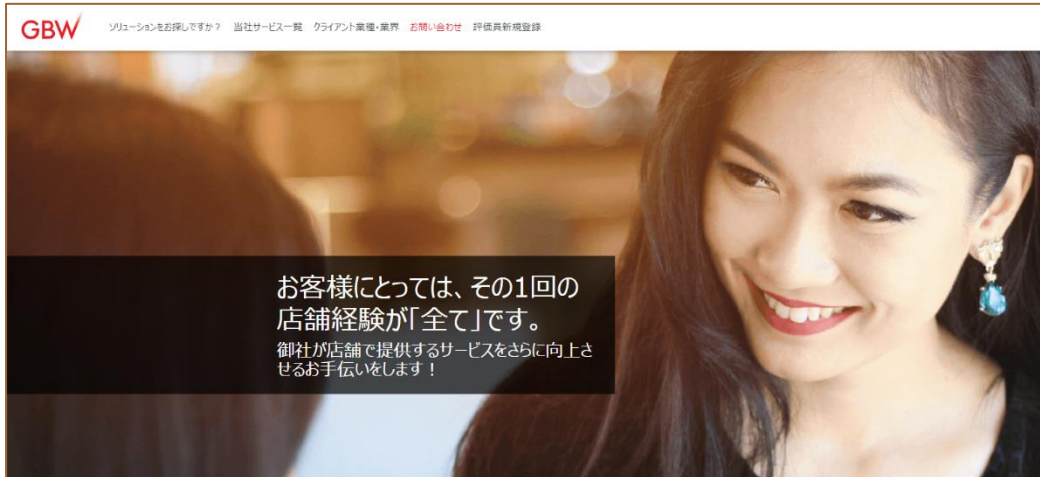 GBW ソリューションをお探しですか？ 当社サービス一覧 クライアント業種・業界 お問い合わせ 評価員新規登録
お客様にとっては、その1回の
店舗経験が「全て」です。
御社が店舗で提供するサービスをさらに向上さ
せるお手伝いをします！